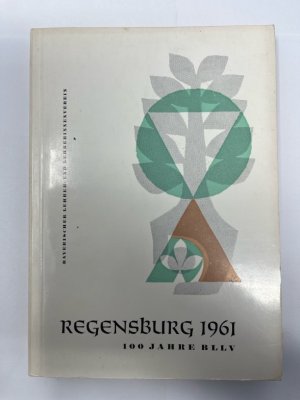 BAYERISCHER LEHRER- UND LEHRERINNENVEREIN
REGENSBURG 1961
100 JAHRE BLLV